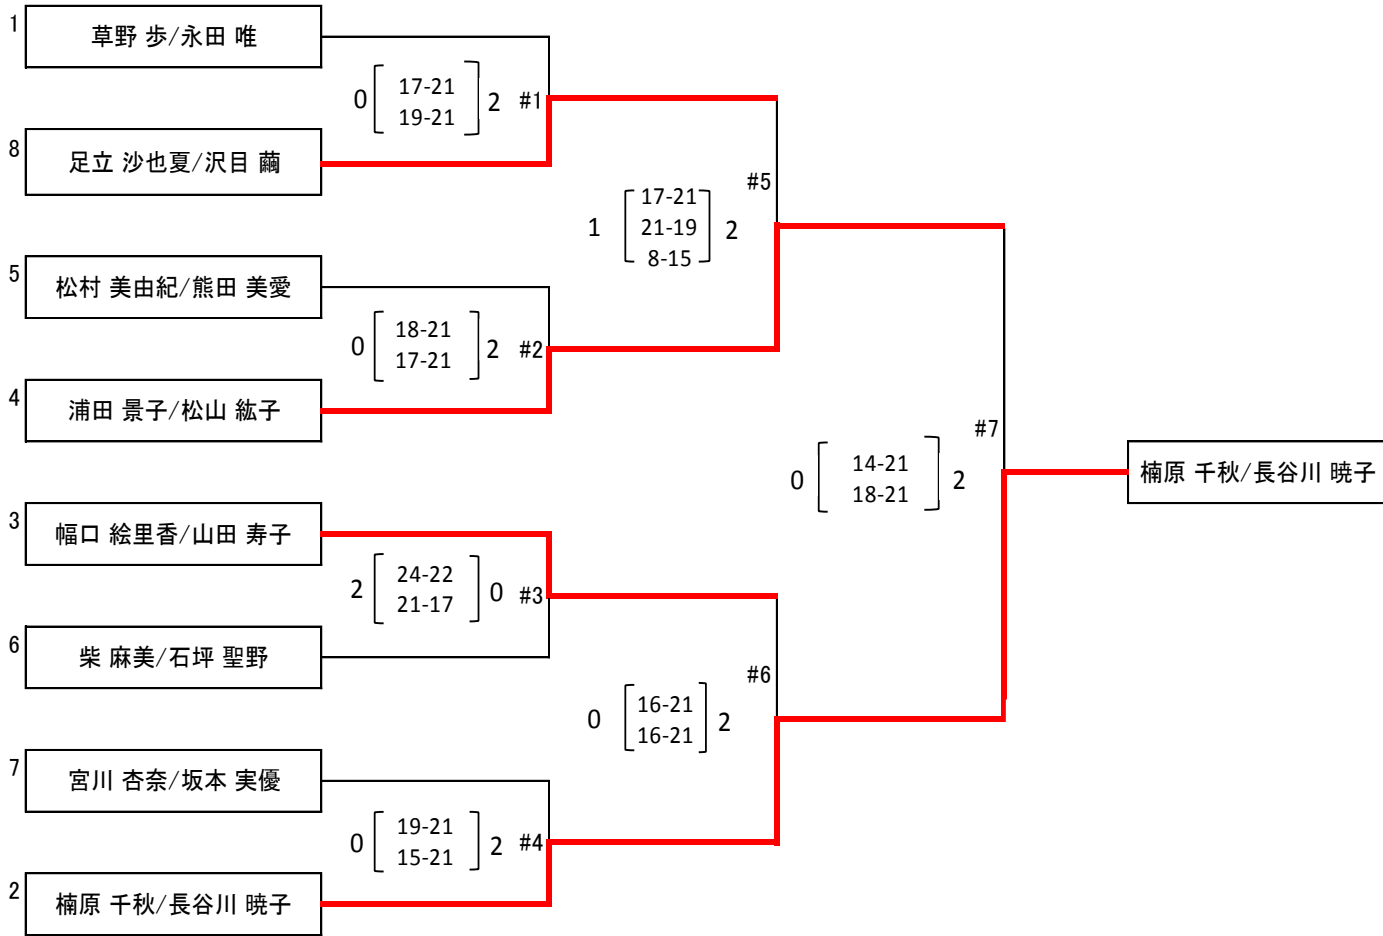 1
草野 歩/永田 唯
0 17-21 2 #1
19-21
8
足立 沙也夏/沢目 繭
#5
17-21
1 21-19 2
8-15
5
松村 美由紀/熊田 美愛
0 18-21 2 #2
17-21
4
浦田 景子/松山 紘子
#7
0 14-21 2
18-21
楠原 千秋/長谷川 暁子
3
幅口 絵里香/山田 寿子
2 24-22 0 #3
21-17
6
柴 麻美/石坪 聖野
#6
0 16-21 2
16-21
7
宮川 杏奈/坂本 実優
0 19-21 2 #4
15-21
2
楠原 千秋/長谷川 暁子